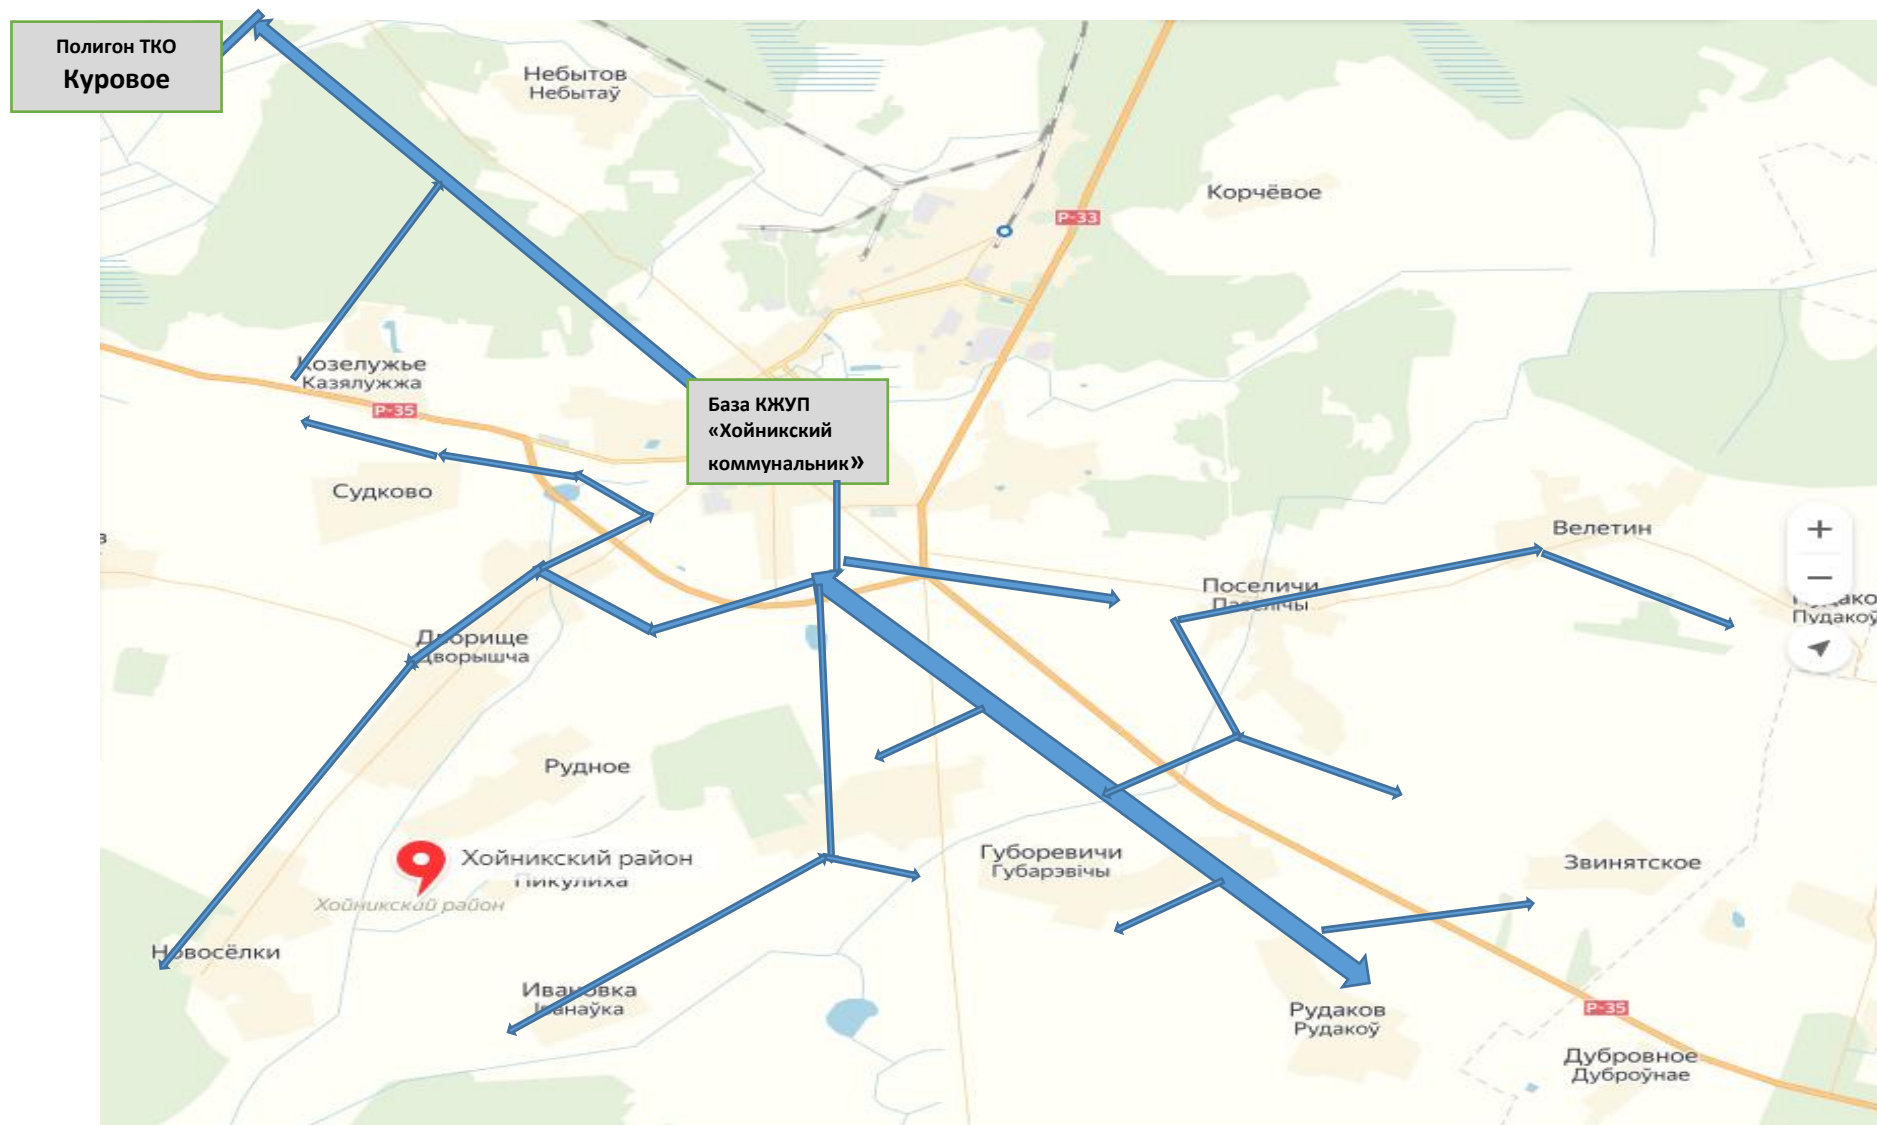 Полигон ТКО
Куровое
Небытов
Небытаў
Корчёвое
Р-33
Козелужье
Казялужжа
Р-35
База КЖУП
«Хойникский
коммунальник»
Судково
в
Велетин
Поселичи
Дворище
Дворышча
Пудакоў
Рудное
Хойникский район
Пикулиха
Хойникский район
Губоревичи
Губарэвічы
Звинятское
Новосёлки
Ивановка
Іванаўка
Рудаков
Рудакоў
Р-35
Дубровное
Дуброўнае